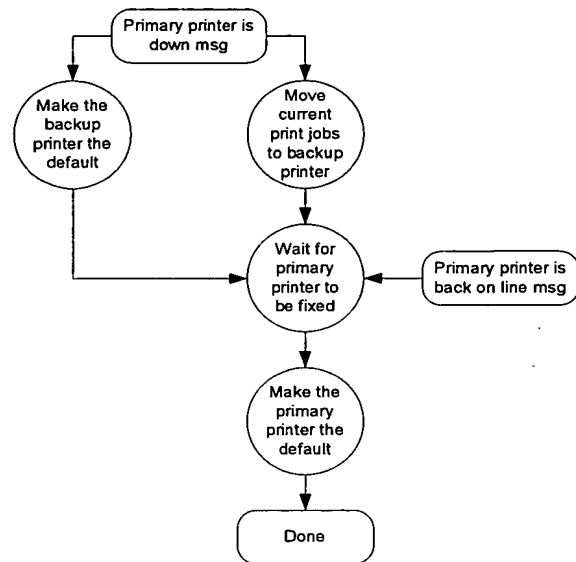 Primary printer is
down msg
Make the
backup
printer the
default
Move
current
print jobs
to backup
printer
Wait for
primary
printer to
be fixed
Primary printer is
back on line msg
Make the
primary
printer the
default
Done